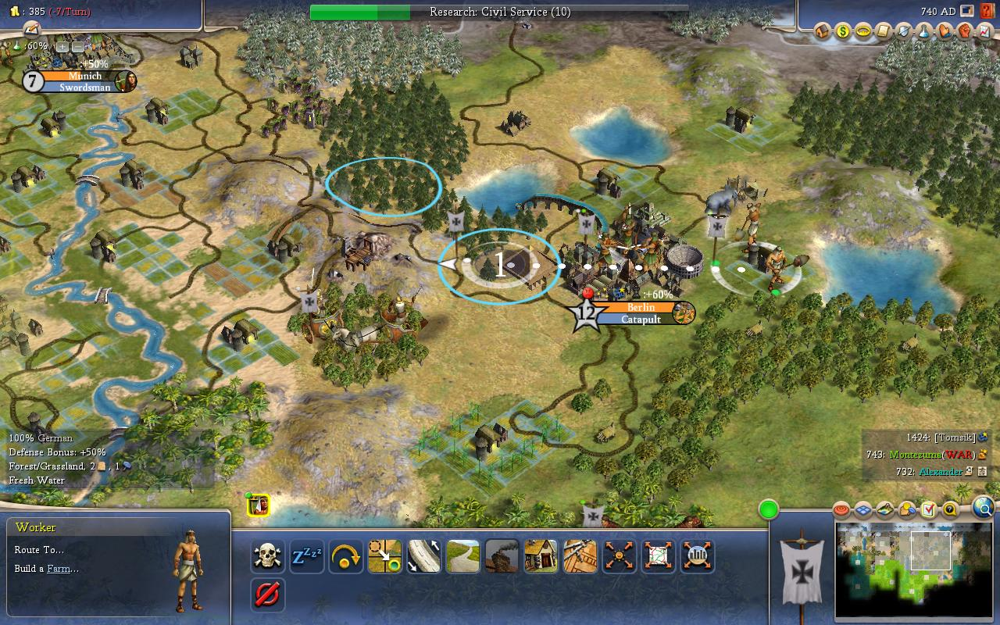 : 385 (-7/Turn)
Research: Civil Service (10)
740 AD
:60%
:+50%
7
Munich
Swordsman
1
:+60%
12
Berlin
Catapult
100% German
Defense Bonus: +50%
Forest/Grassland, 2, 1
Fresh Water
1424: [Tomsik]
743: Montezuma(WAR)
732: Alexander
Worker
Route To...
Build a Farm...
Zzzz